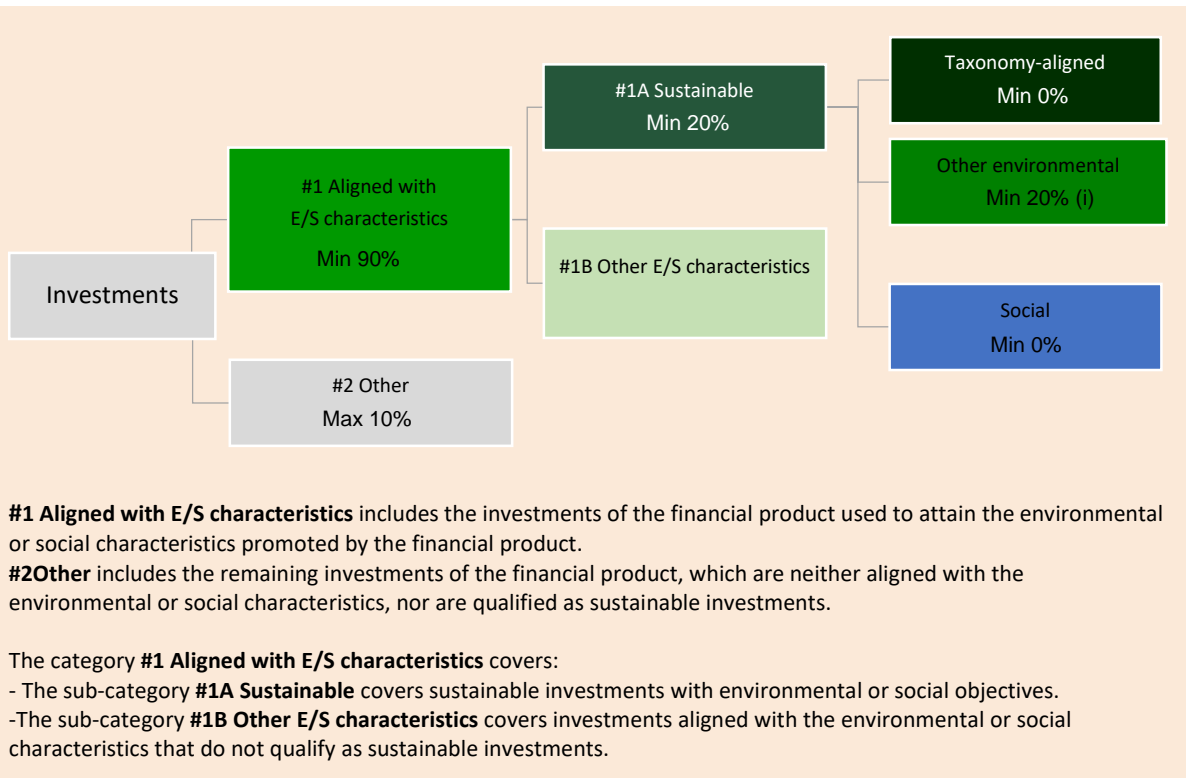 Investments
#1 Aligned with
E/S characteristics
Min 90%
#2 Other
Max 10%
#1A Sustainable
Min 20%
#1B Other E/S characteristics
Taxonomy-aligned
Min 0%
Other environmental
Min 20% (i)
Social
Min 0%
#1 Aligned with E/S characteristics includes the investments of the financial product used to attain the environmental
or social characteristics promoted by the financial product.
#2Other includes the remaining investments of the financial product, which are neither aligned with the
environmental or social characteristics, nor are qualified as sustainable investments.
The category #1 Aligned with E/S characteristics covers:
- The sub-category #1A Sustainable covers sustainable investments with environmental or social objectives.
-The sub-category #1B Other E/S characteristics covers investments aligned with the environmental or social
characteristics that do not qualify as sustainable investments.